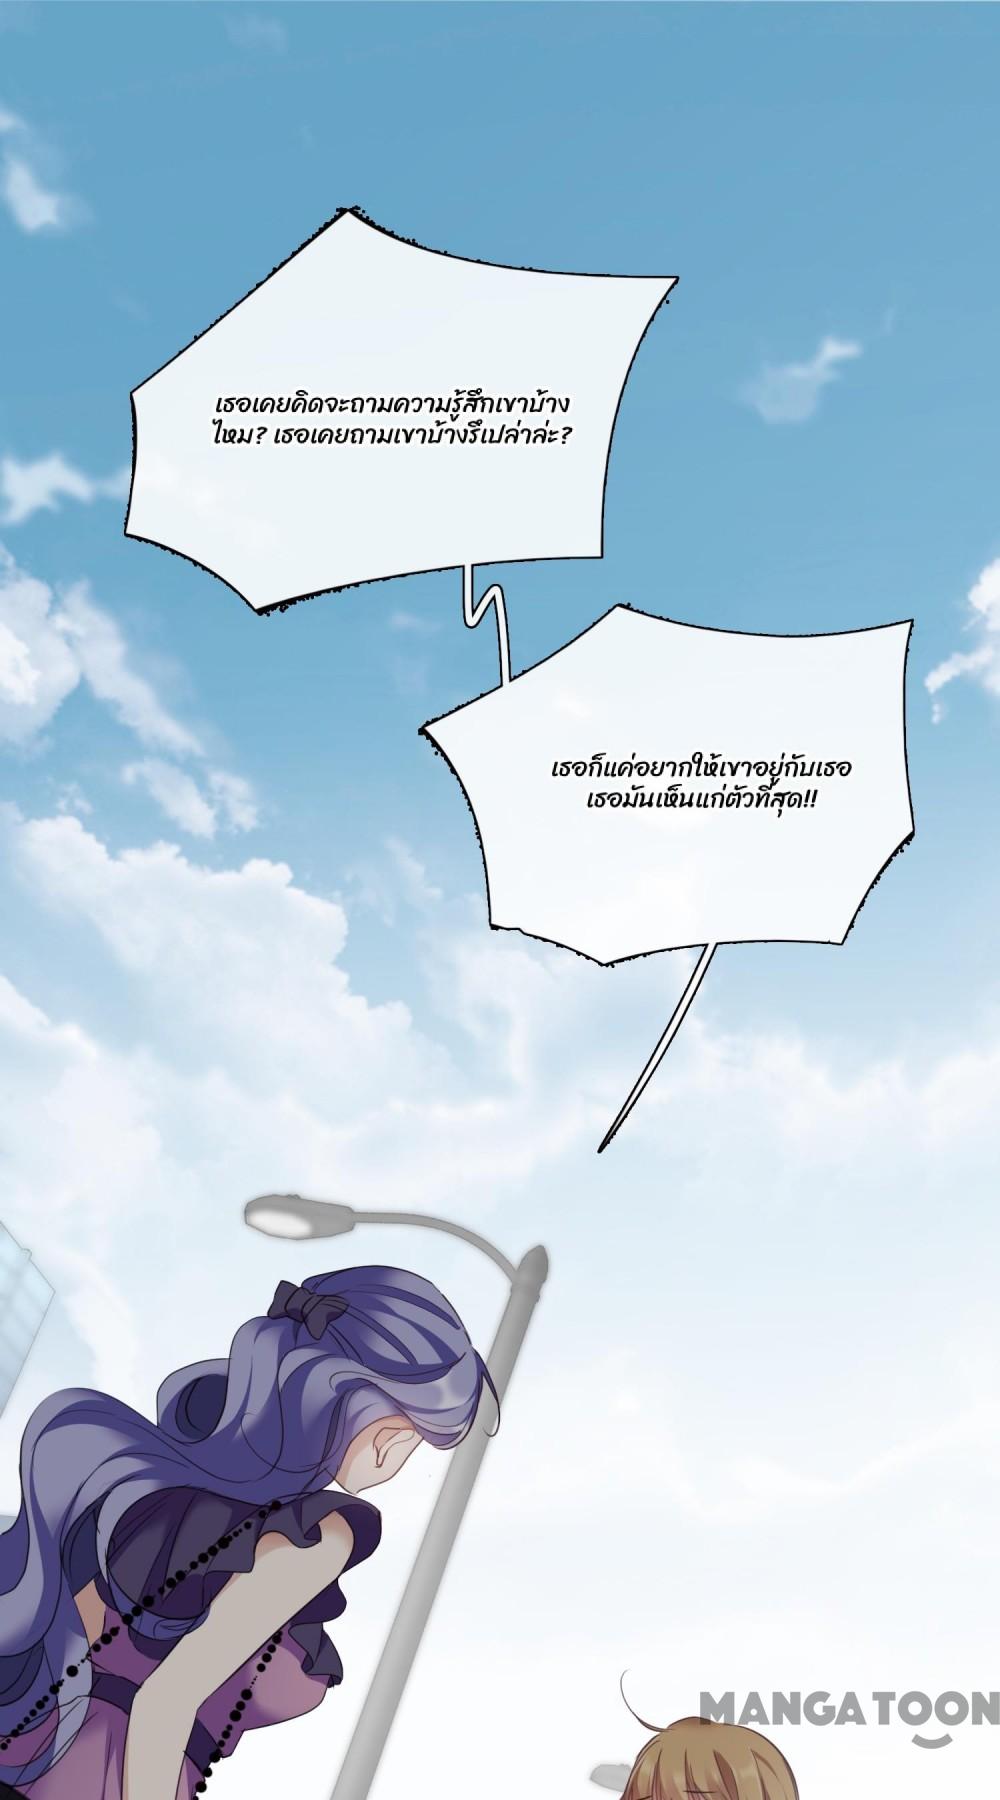 เธอเคยคิดจะถามความรู้สึกเขาบ้าง
ไหม? เธอเคยถามเขาบ้างรึเปล่าล่ะ?
เธอก็แค่อยากให้เขาอยู่กับเธอ
เธอมันเห็นแก่ตัวที่สุด!!
MANGATOON